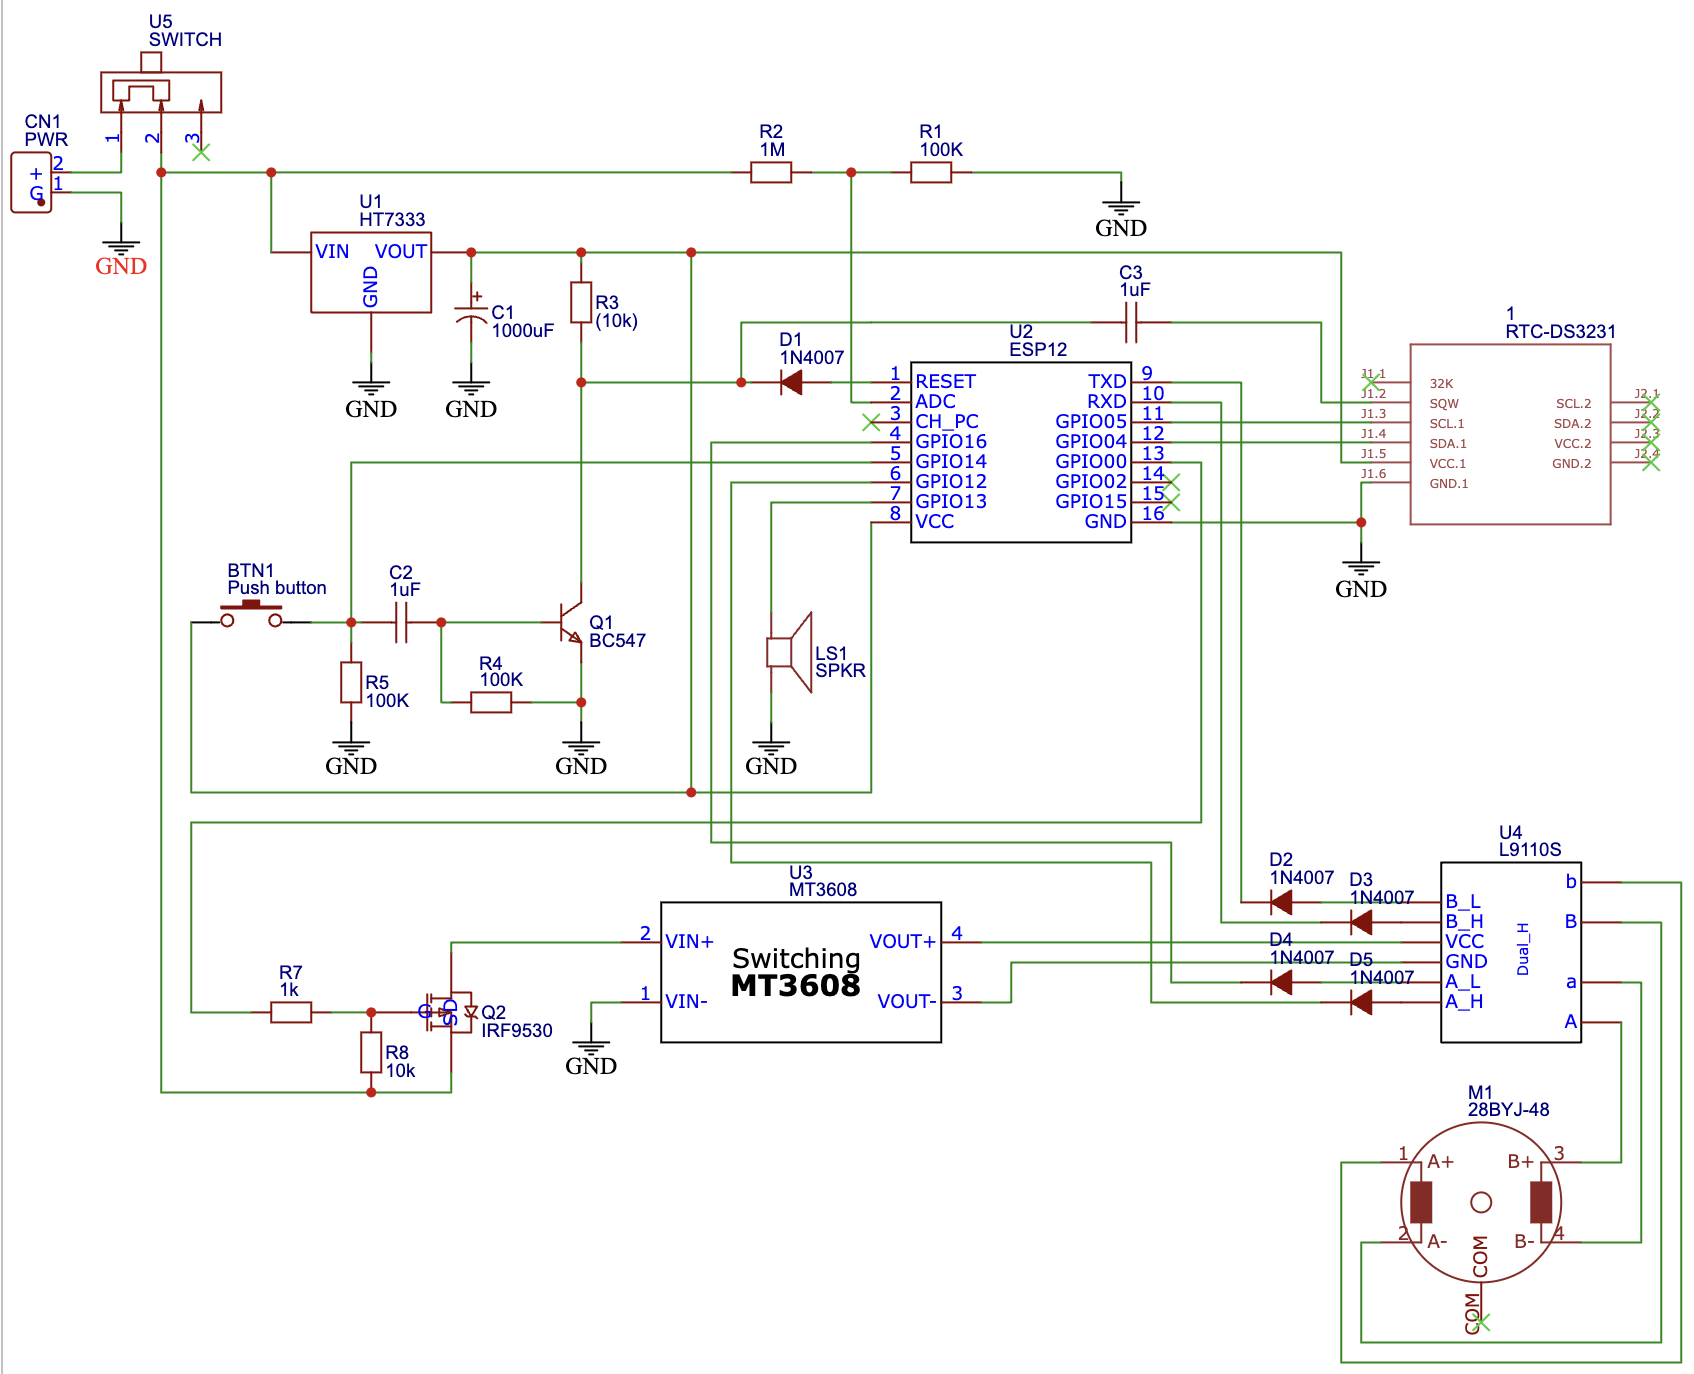 U5
SWITCH
1
2
3
CN1
PWR
2
1
+
G
GND
U1
HT7333
VIN
VOUT
GND
GND
C1
1000uF
GND
R3
(10k)
R2
1M
R1
100K
GND
C3
1uF
D1
1N4007
U2
ESP12
1
RESET
2
ADC
3
CH_PC
4
GPIO16
5
GPIO14
6
GPIO12
7
GPIO13
8
VCC
TXD
9
RXD
10
GPIO05
11
GPIO04
12
GPIO00
13
GPIO02
14
GPIO15
15
GND
16
1
RTC-DS3231
J1.1
32K
J1.2
SQW
J1.3
SCL.1
J1.4
SDA.1
J1.5
VCC.1
J1.6
GND.1
SCL.2
J2.1
SDA.2
J2.2
VCC.2
J2.3
GND.2
J2.4
GND
BTN1
Push button
C2
1uF
R5
100K
GND
R4
100K
Q1
BC547
GND
LS1
SPKR
GND
R7
1k
R8
10k
G
S
D
Q2
IRF9530
GND
U3
MT3608
2
VIN+
1
VIN-
Switching
MT3608
VOUT+
4
VOUT-
3
D2
1N4007
D3
1N4007
D4
1N4007
D5
1N4007
U4
L9110S
B_L
B_H
VCC
GND
A_L
A_H
Dual_H
b
B
a
A
M1
28BYJ-48
1
A+
2
A-
B+
3
B-
4
COM
COM